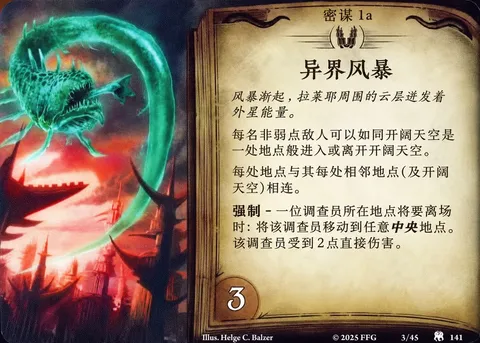 密谋 1a
异界风暴
风暴渐起，拉莱耶周围的云层迸发着
外星能量。
每名非弱点敌人可以如同开阔天空是
一处地点般进入或离开开阔天空。
每处地点与其每处相邻地点(及开阔
天空)相连。
强制 – 一位调查员所在地点将要离场
时：将该调查员移动到任意中央地点。
该调查员受到2点直接伤害。
3
Illus. Helge C. Balzer © 2025 FFG 3/45 141